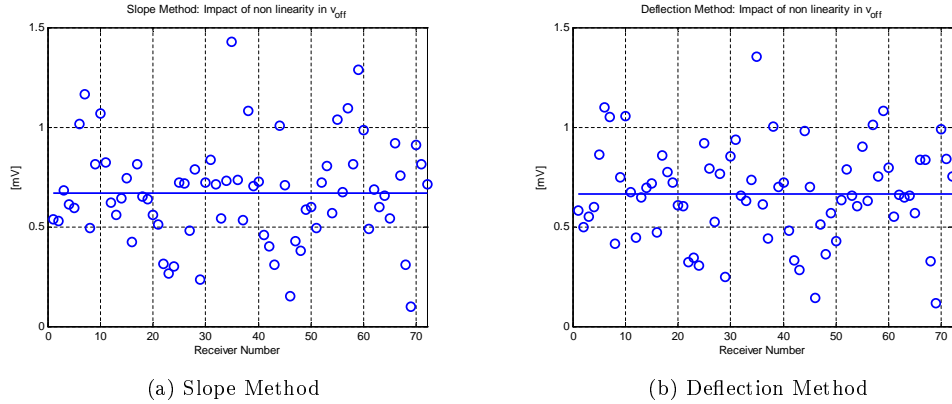 Slope Method: Impact of non linearity in v_off
1.5
1
0.5
0
[mV]
0 10 20 30 40 50 60 70
Receiver Number
(a) Slope Method
Deflection Method: Impact of non linearity in v_off
1.5
1
0.5
0
[mV]
0 10 20 30 40 50 60 70
Receiver Number
(b) Deflection Method